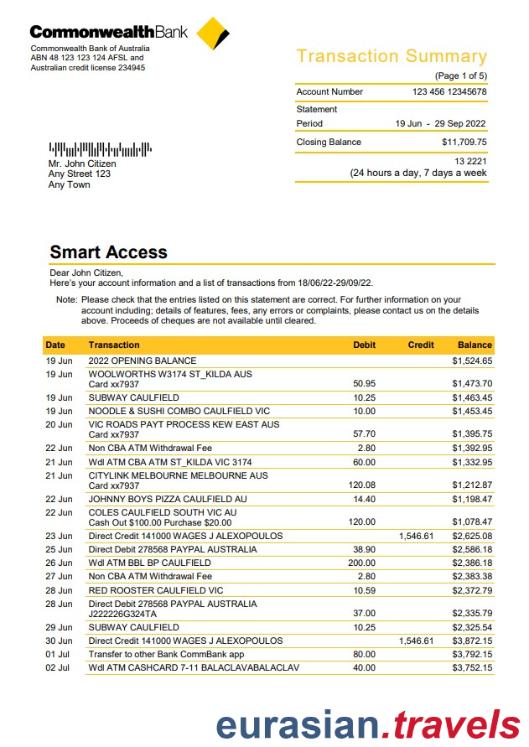 CommonwealthBank
Commonwealth Bank of Australia
ABN 48 123 123 124 AFSL and
Australian credit license 234945
Transaction Summary
(Page 1 of 5)
Account Number 123 456 12345678
Statement
Period 19 Jun - 29 Sep 2022
Closing Balance $11,709.75
13 2221
(24 hours a day, 7 days a week
Mr. John Citizen
Any Street 123
Any Town
Smart Access
Dear John Citizen,
Here's your account information and a list of transactions from 18/06/22-29/09/22.
Note: Please check that the entries listed on this statement are correct. For further information on your
account including; details of features, fees, any errors or complaints, please contact us on the details
above. Proceeds of cheques are not available until cleared.
Date Transaction Debit Credit Balance
19 Jun 2022 OPENING BALANCE $1,524.65
19 Jun WOOLWORTHS W3174 ST_KILDA AUS
Card xx7937 50.95 $1,473.70
19 Jun SUBWAY CAULFIELD 10.25 $1,463.45
19 Jun NOODLE & SUSHI COMBO CAULFIELD VIC 10.00 $1,453.45
20 Jun VIC ROADS PAYT PROCESS KEW EAST AUS
Card xx7937 57.70 $1,395.75
22 Jun Non CBA ATM Withdrawal Fee 2.80 $1,392.95
21 Jun Wdl ATM CBA ATM ST_KILDA VIC 3174 60.00 $1,332.95
21 Jun CITYLINK MELBOURNE MELBOURNE AUS
Card xx7937 120.08 $1,212.87
22 Jun JOHNNY BOYS PIZZA CAULFIELD AU 14.40 $1,198.47
22 Jun COLES CAULFIELD SOUTH VIC AU
Cash Out $100.00 Purchase $20.00 120.00 $1,078.47
23 Jun Direct Credit 141000 WAGES J ALEXOPOULOS 1,546.61 $2,625.08
25 Jun Direct Debit 278568 PAYPAL AUSTRALIA 38.90 $2,586.18
26 Jun Wdl ATM BBL BP CAULFIELD 200.00 $2,386.18
27 Jun Non CBA ATM Withdrawal Fee 2.80 $2,383.38
28 Jun RED ROOSTER CAULFIELD VIC 10.59 $2,372.79
28 Jun Direct Debit 278568 PAYPAL AUSTRALIA
J222226G324TA 37.00 $2,335.79
29 Jun SUBWAY CAULFIELD 10.25 $2,325.54
30 Jun Direct Credit 141000 WAGES J ALEXOPOULOS 1,546.61 $3,872.15
01 Jul Transfer to other Bank CommBank app 80.00 $3,792.15
02 Jul Wdl ATM CASHCARD 7-11 BALACLAVABALACLAV 40.00 $3,752.15
eurasian.travels